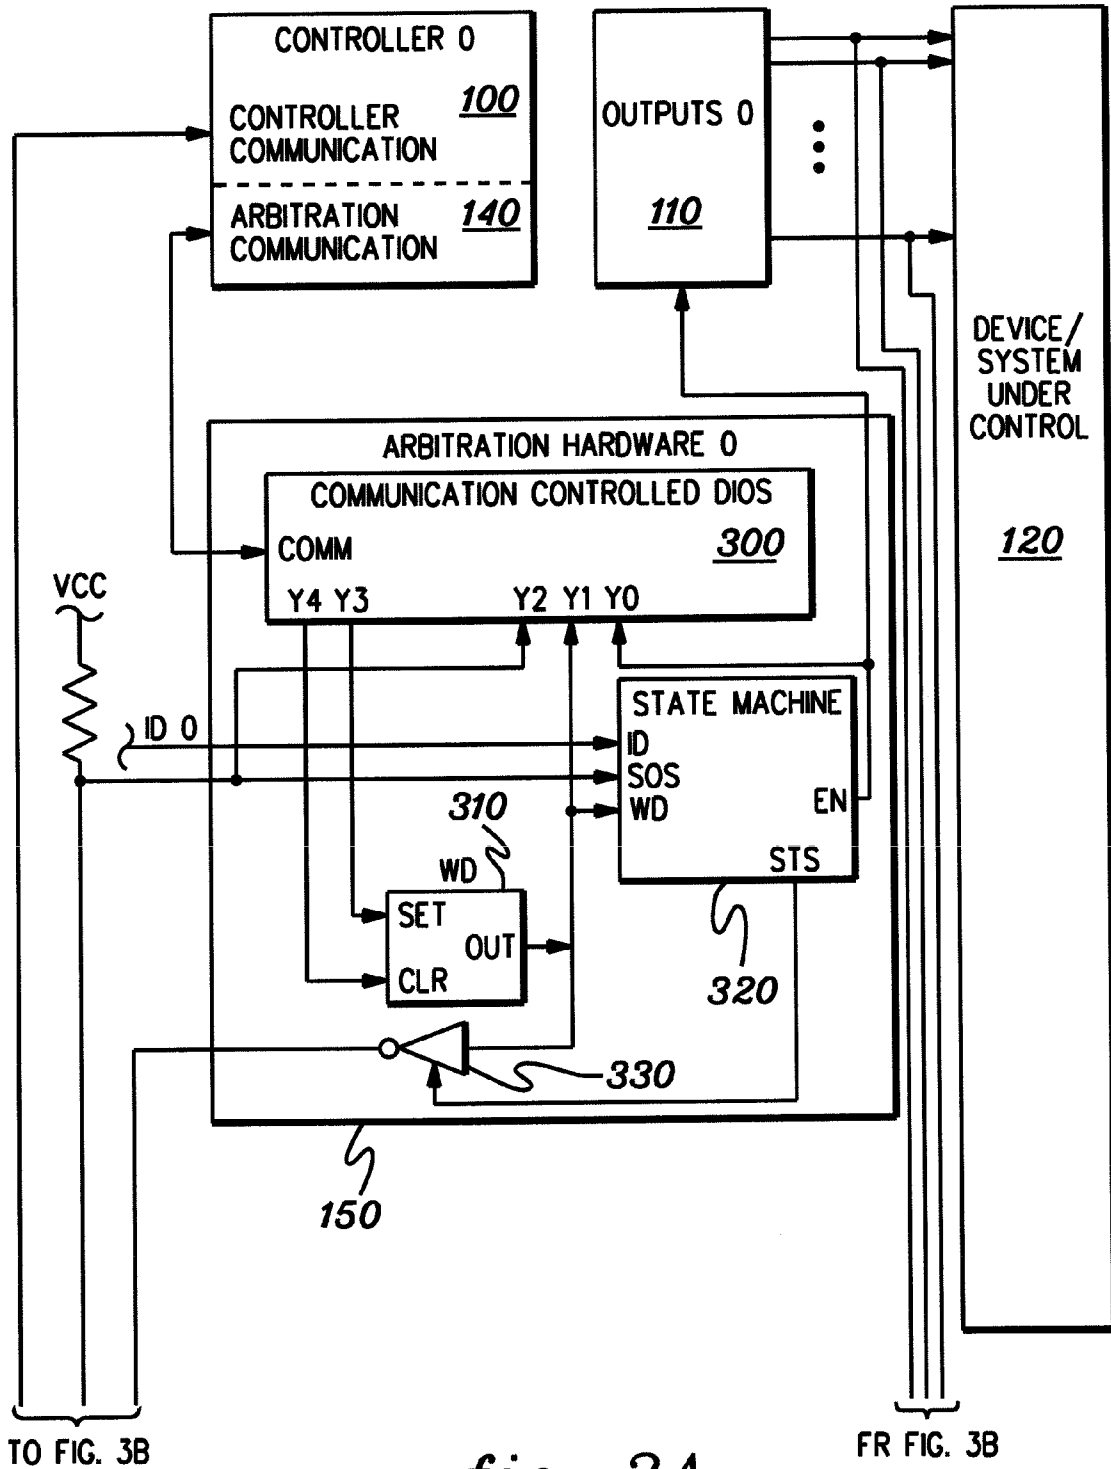 CONTROLLER 0
100
CONTROLLER
COMMUNICATION
ARBITRATION
COMMUNICATION
140
OUTPUTS 0
110
DEVICE/
SYSTEM
UNDER
CONTROL
120
ARBITRATION HARDWARE 0
COMMUNICATION CONTROLLED DIOS
COMM
300
Y4 Y3 Y2 Y1 Y0
VCC
ID 0
STATE MACHINE
ID
SOS
WD
EN
STS
310
WD
SET
OUT
CLR
320
330
150
TO FIG. 3B
FR FIG. 3B